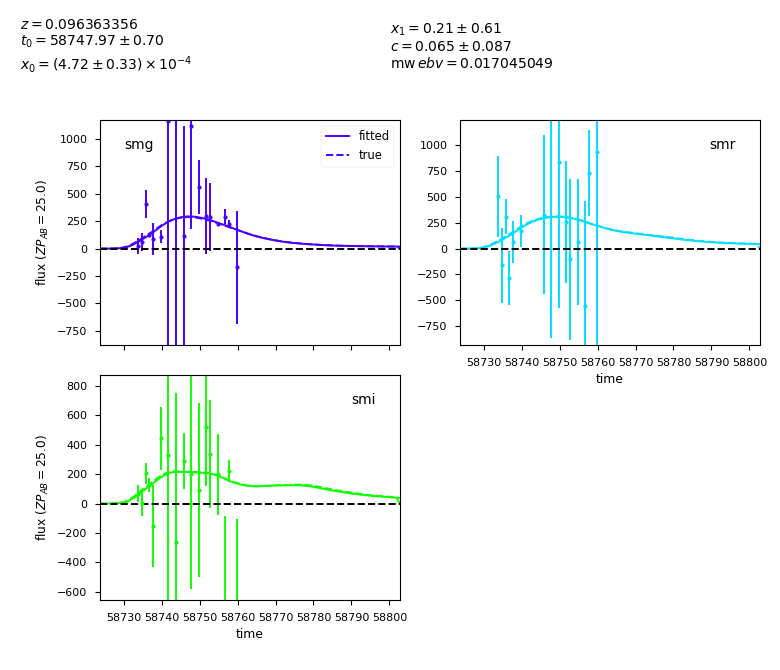 z = 0.096363356
t₀ = 58747.97 ± 0.70
x₀ = (4.72 ± 0.33) × 10⁻⁴
x₁ = 0.21 ± 0.61
c = 0.065 ± 0.087
mw ebv = 0.017045049
smg
fitted
true
1000
750
500
250
0
−250
−500
−750
flux (ZP_AB = 25.0)
smr
1000
750
500
250
0
−250
−500
−750
58730 58740 58750 58760 58770 58780 58790 58800
time
smi
800
600
400
200
0
−200
−400
−600
flux (ZP_AB = 25.0)
58730 58740 58750 58760 58770 58780 58790 58800
time